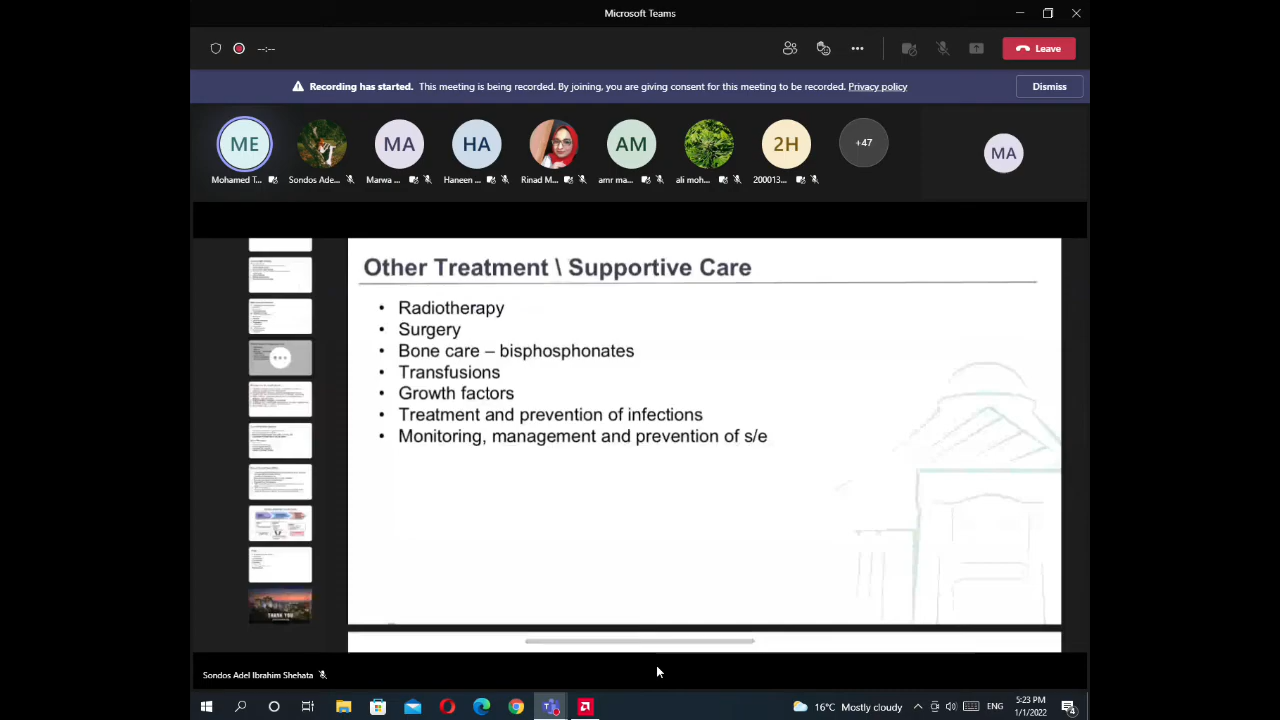 Microsoft Teams
--:--
Leave
Recording has started. This meeting is being recorded. By joining, you are giving consent for this meeting to be recorded. Privacy policy
Dismiss
ME
MA
HA
AM
2H
+47
MA
Mohamed T...
Sondos Ade...
Marwa ...
Haneen ...
Rinad M...
amr ma...
ali moh...
200013...
Other Treatment \ Supportive Care
• Radiotherapy
• Surgery
• Bone care – bisphosphonates
• Transfusions
• Growth factors
• Treatment and prevention of infections
• Monitoring, management and prevention of s/e
THANK YOU
Sondos Adel Ibrahim Shehata
16°C Mostly cloudy
ENG
5:23 PM
1/1/2022
4